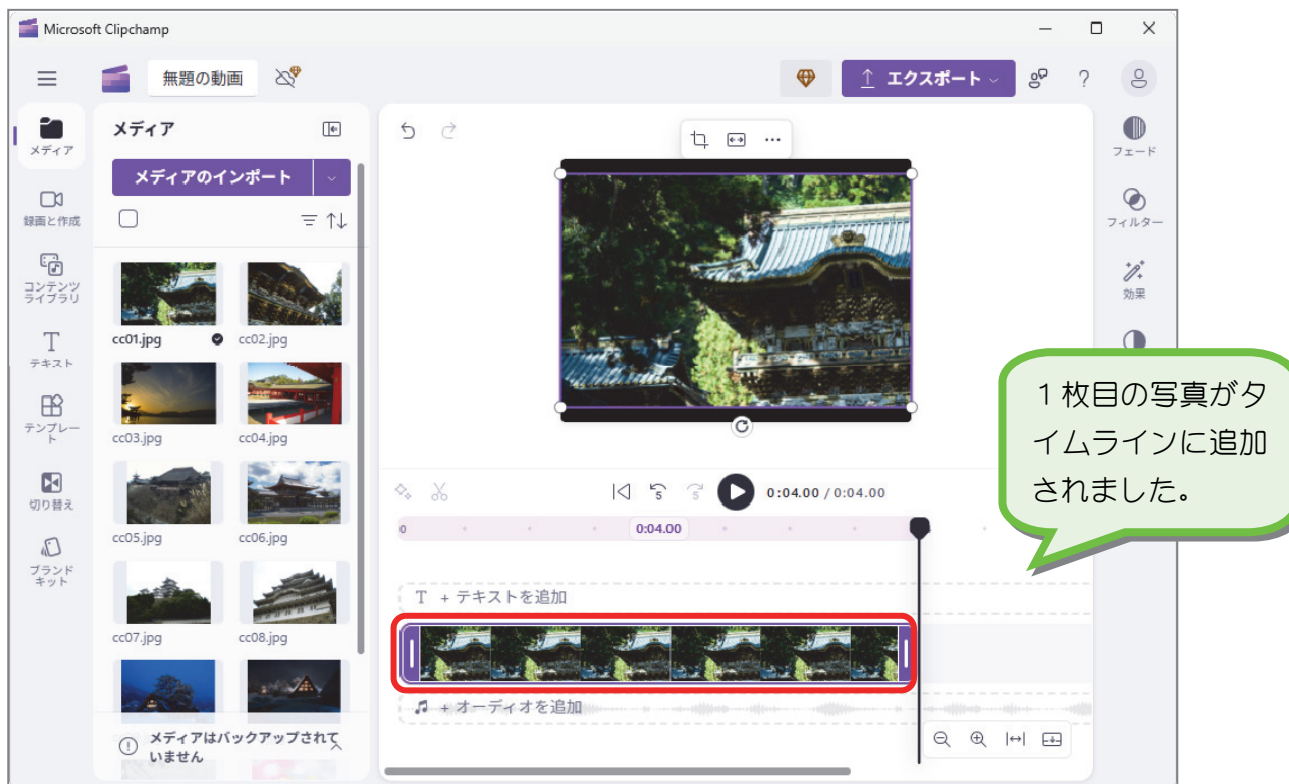 Microsoft Clipchamp
無題の動画
エクスポート
?
メディア
録画と作成
コンテンツ
ライブラリ
テキスト
テンプレー
ト
切り替え
ブランド
キット
メディア
メディアのインポート
cc01.jpg
cc02.jpg
cc03.jpg
cc04.jpg
cc05.jpg
cc06.jpg
cc07.jpg
cc08.jpg
メディアはバックアップされて
いません
フェード
フィルター
効果
5
5
0:04.00 / 0:04.00
0
0:04.00
T + テキストを追加
+ オーディオを追加
1枚目の写真がタ
イムラインに追加
されました。